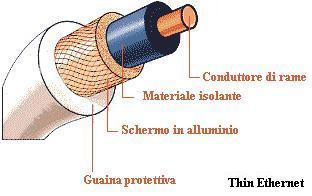 Conduttore di rame
Materiale isolante
Schermo in alluminio
Guaina protettiva
Thin Ethernet